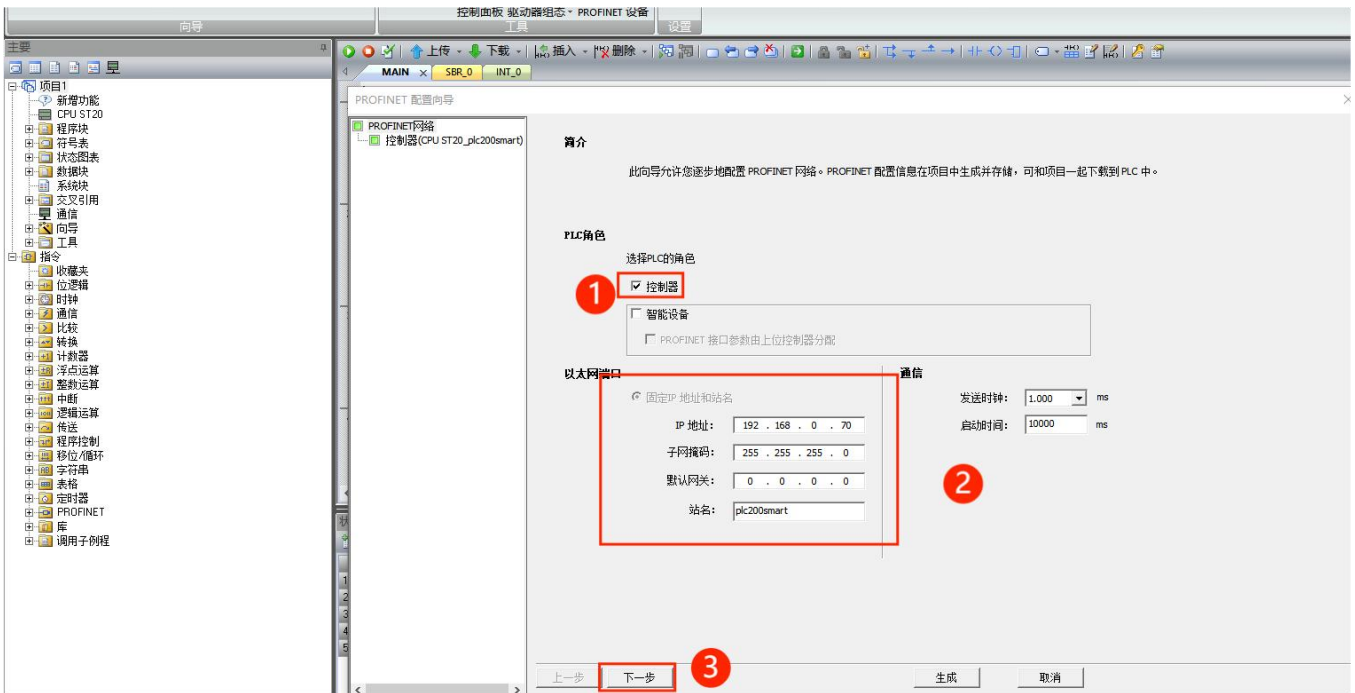 控制面板 驱动器组态 PROFINET 设备
向导
工具
设置
主要
上传
下载
插入
删除
MAIN
SBR_0
INT_0
项目1
新增功能
CPU ST20
程序块
符号表
状态图表
数据块
系统块
交叉引用
通信
向导
工具
指令
收藏夹
位逻辑
时钟
通信
比较
转换
计数器
浮点运算
整数运算
中断
逻辑运算
传送
程序控制
移位/循环
字符串
表格
定时器
PROFINET
库
调用子例程
PROFINET 配置向导
PROFINET网络
控制器(CPU ST20_plc200smart)
简介
此向导允许您逐步地配置 PROFINET 网络。PROFINET 配置信息在项目中生成并存储，可和项目一起下载到 PLC 中。
PLC角色
选择PLC的角色
1
控制器
智能设备
PROFINET 接口参数由上位控制器分配
以太网端口
固定IP 地址和站名
IP 地址: 192 . 168 . 0 . 70
子网掩码: 255 . 255 . 255 . 0
默认网关: 0 . 0 . 0 . 0
站名: plc200smart
通信
发送时钟: 1.000 ms
启动时间: 10000 ms
2
状
1
2
3
4
5
上一步
下一步
3
生成
取消